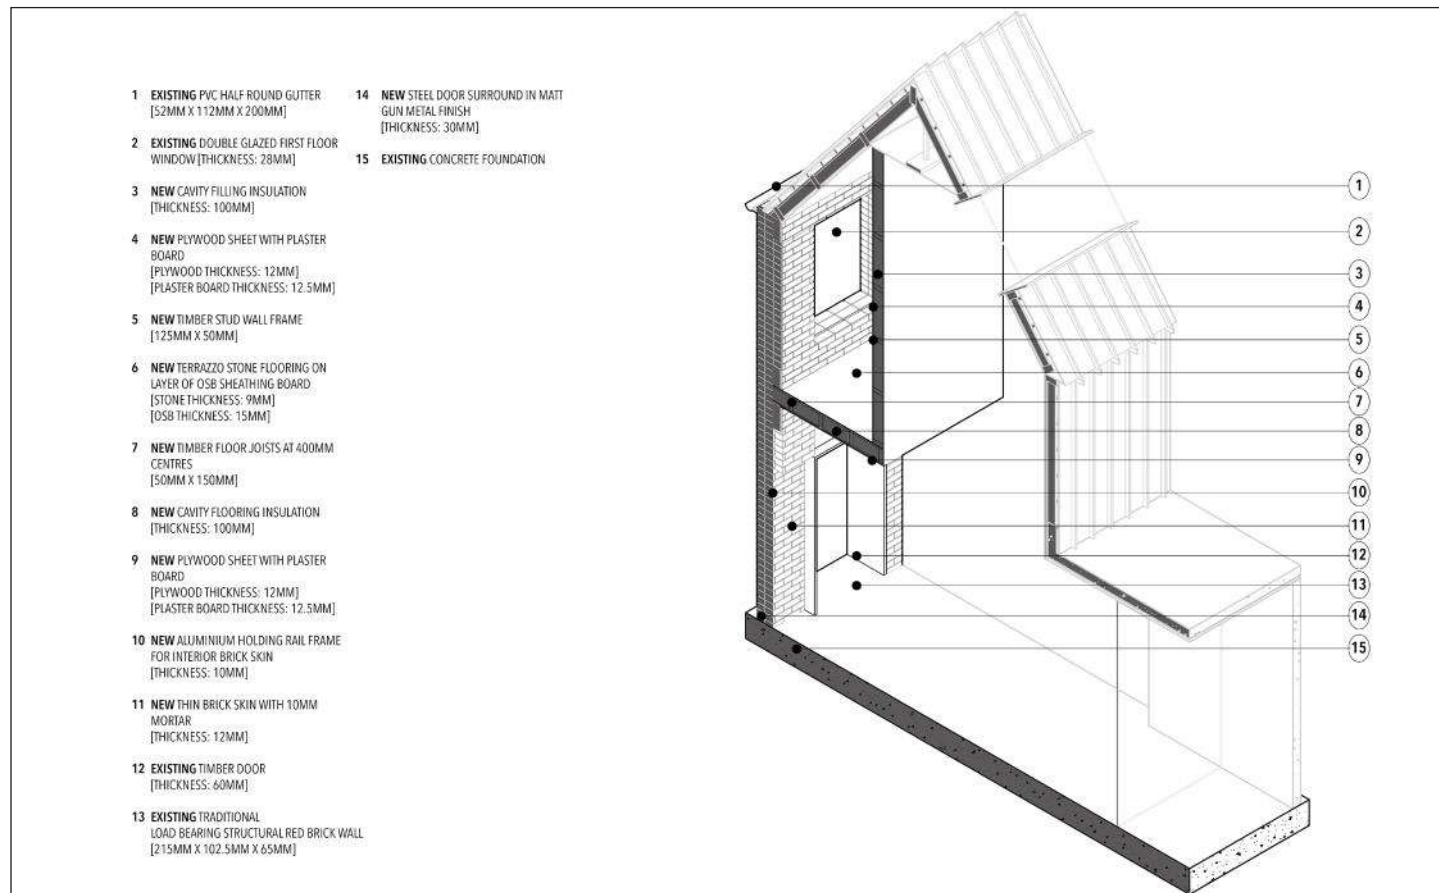 1 EXISTING PVC HALF ROUND GUTTER
[52MM X 112MM X 200MM]
2 EXISTING DOUBLE GLAZED FIRST FLOOR
WINDOW [THICKNESS: 28MM]
3 NEW CAVITY FILLING INSULATION
[THICKNESS: 100MM]
4 NEW PLYWOOD SHEET WITH PLASTER
BOARD
[PLYWOOD THICKNESS: 12MM]
[PLASTER BOARD THICKNESS: 12.5MM]
5 NEW TIMBER STUD WALL FRAME
[125MM X 50MM]
6 NEW TERRAZZO STONE FLOORING ON
LAYER OF OSB SHEATHING BOARD
[STONE THICKNESS: 9MM]
[OSB THICKNESS: 15MM]
7 NEW TIMBER FLOOR JOISTS AT 400MM
CENTRES
[50MM X 150MM]
8 NEW CAVITY FLOORING INSULATION
[THICKNESS: 100MM]
9 NEW PLYWOOD SHEET WITH PLASTER
BOARD
[PLYWOOD THICKNESS: 12MM]
[PLASTER BOARD THICKNESS: 12.5MM]
10 NEW ALUMINIUM HOLDING RAIL FRAME
FOR INTERIOR BRICK SKIN
[THICKNESS: 10MM]
11 NEW THIN BRICK SKIN WITH 10MM
MORTAR
[THICKNESS: 12MM]
12 EXISTING TIMBER DOOR
[THICKNESS: 60MM]
13 EXISTING TRADITIONAL
LOAD BEARING STRUCTURAL RED BRICK WALL
[215MM X 102.5MM X 65MM]
14 NEW STEEL DOOR SURROUND IN MATT
GUN METAL FINISH
[THICKNESS: 30MM]
15 EXISTING CONCRETE FOUNDATION
1
2
3
4
5
6
7
8
9
10
11
12
13
14
15